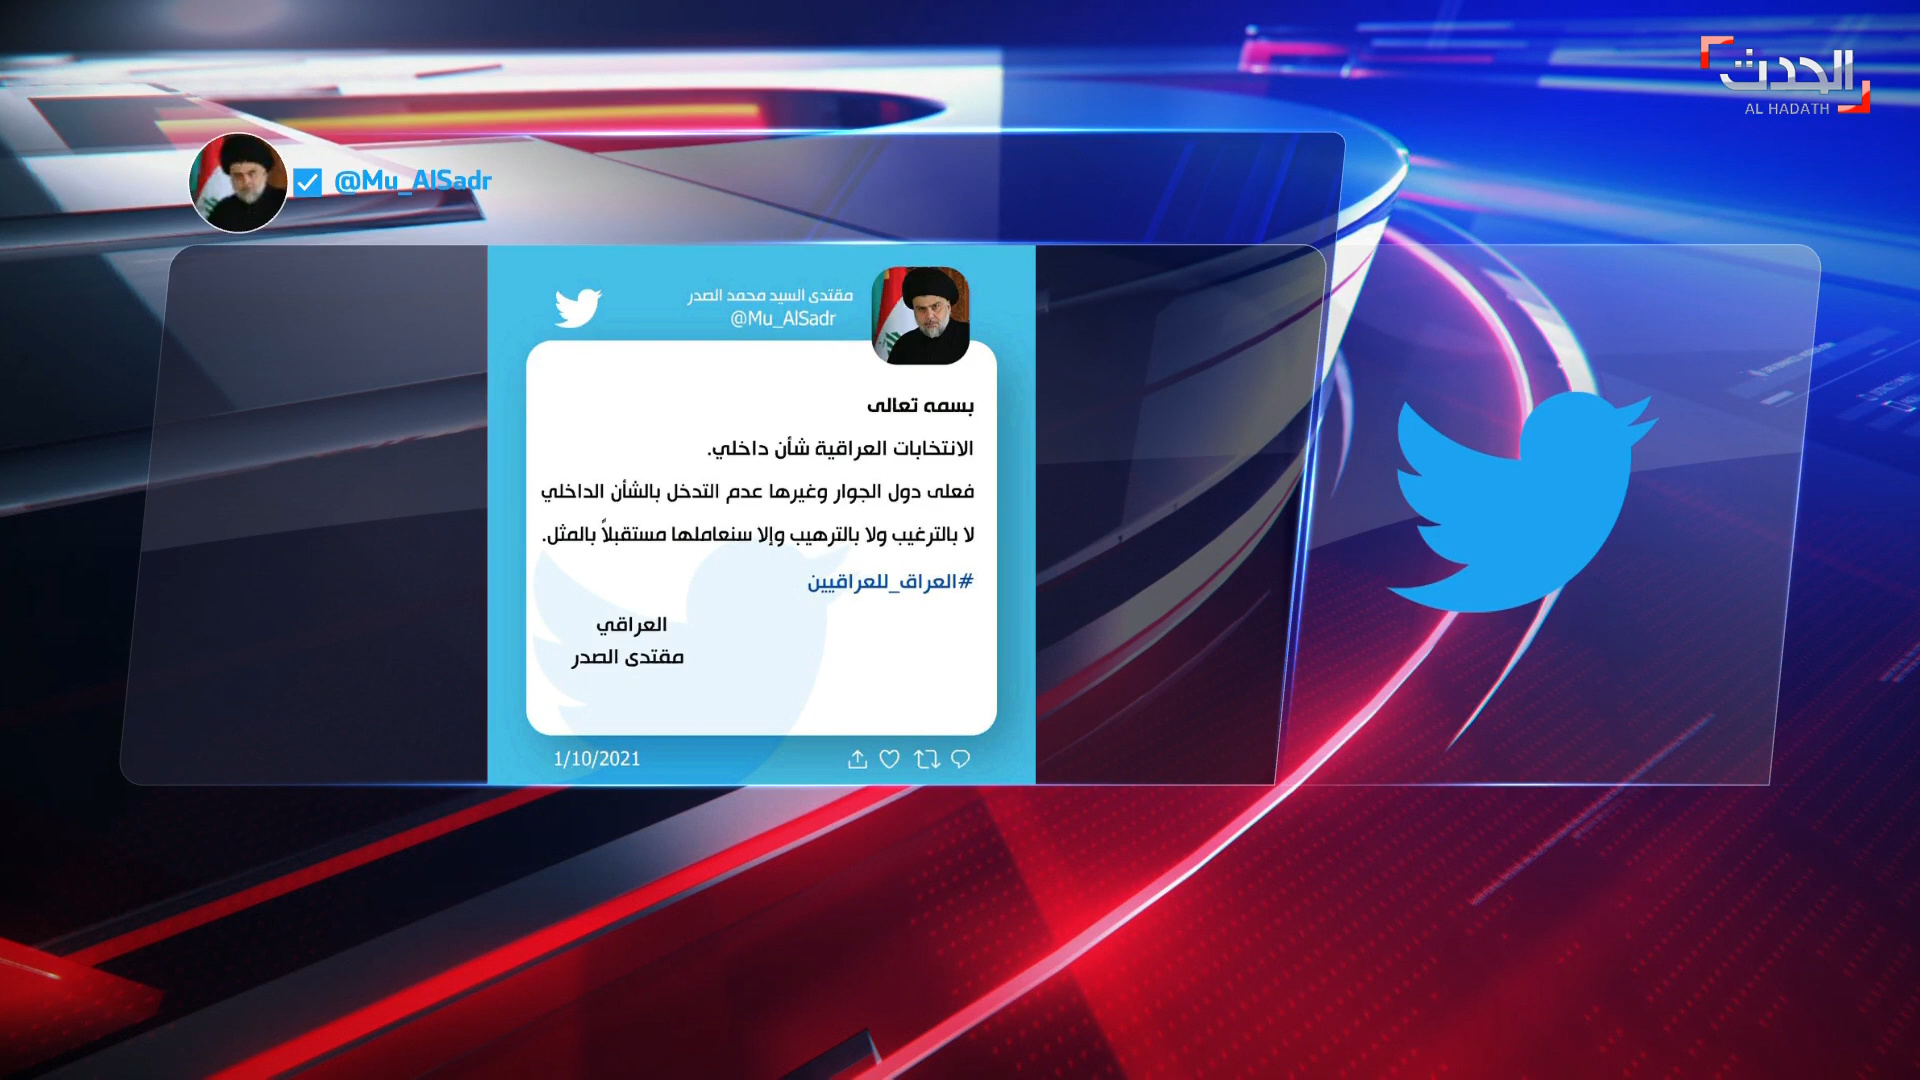 الحدث
AL HADATH
@Mu_AlSadr
مقتدى السيد محمد الصدر
@Mu_AlSadr
بسمه تعالى
الانتخابات العراقية شأن داخلي.
فعلى دول الجوار وغيرها عدم التدخل بالشأن الداخلي
لا بالترغيب ولا بالترهيب وإلا سنعاملها مستقبلاً بالمثل.
#العراق_للعراقيين
العراقي
مقتدى الصدر
1/10/2021